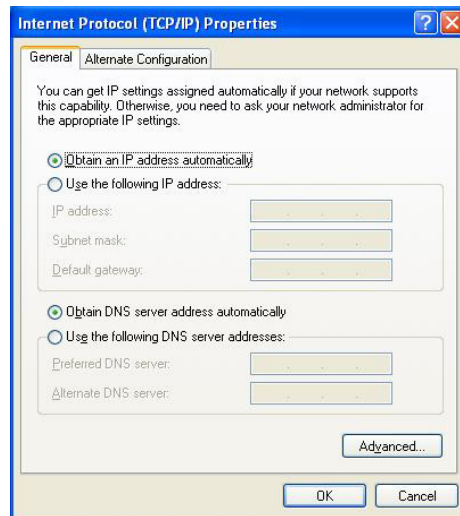 Internet Protocol (TCP/IP) Properties
General
Alternate Configuration
You can get IP settings assigned automatically if your network supports
this capability. Otherwise, you need to ask your network administrator for
the appropriate IP settings.
Obtain an IP address automatically
Use the following IP address:
IP address:
Subnet mask:
Default gateway:
Obtain DNS server address automatically
Use the following DNS server addresses:
Preferred DNS server:
Alternate DNS server:
Advanced...
OK
Cancel